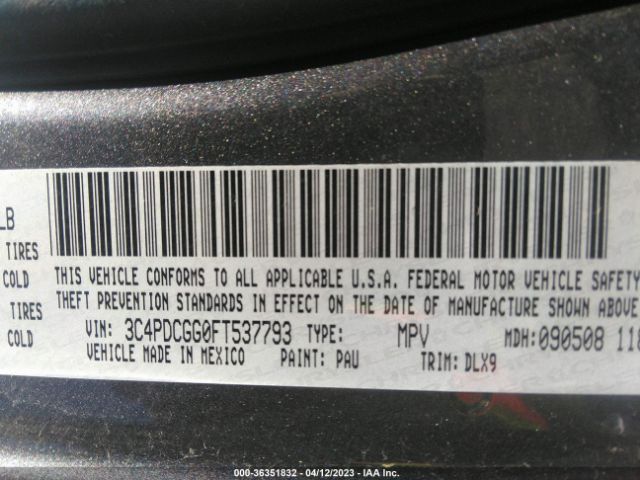 LB
TIRES
COLD
THIS VEHICLE CONFORMS TO ALL APPLICABLE U.S.A. FEDERAL MOTOR VEHICLE SAFETY
TIRES
THEFT PREVENTION STANDARDS IN EFFECT ON THE DATE OF MANUFACTURE SHOWN ABOVE
COLD
VIN: 3C4PDCGG0FT537793 TYPE: MPV MDH:090508 118
VEHICLE MADE IN MEXICO PAINT: PAU TRIM: DLX9
000-36351832 - 04/12/2023 - IAA Inc.